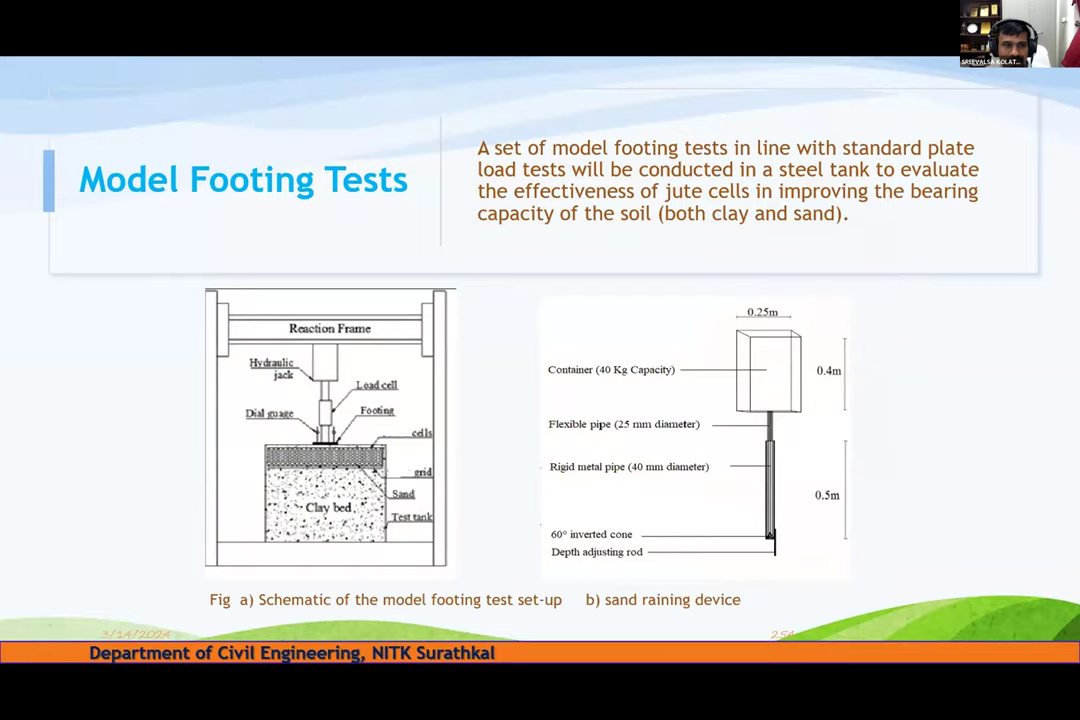 SREEVALSA KOLAT...
Model Footing Tests
A set of model footing tests in line with standard plate
load tests will be conducted in a steel tank to evaluate
the effectiveness of jute cells in improving the bearing
capacity of the soil (both clay and sand).
Reaction Frame
Hydraulic
jack
Load cell
Dial guage
Footing
cells
grid
Sand
Clay bed
Test tank
0.25m
Container (40 Kg Capacity)
0.4m
Flexible pipe (25 mm diameter)
Rigid metal pipe (40 mm diameter)
0.5m
60° inverted cone
Depth adjusting rod
Fig a) Schematic of the model footing test set-up b) sand raining device
3/14/2024
Department of Civil Engineering, NITK Surathkal